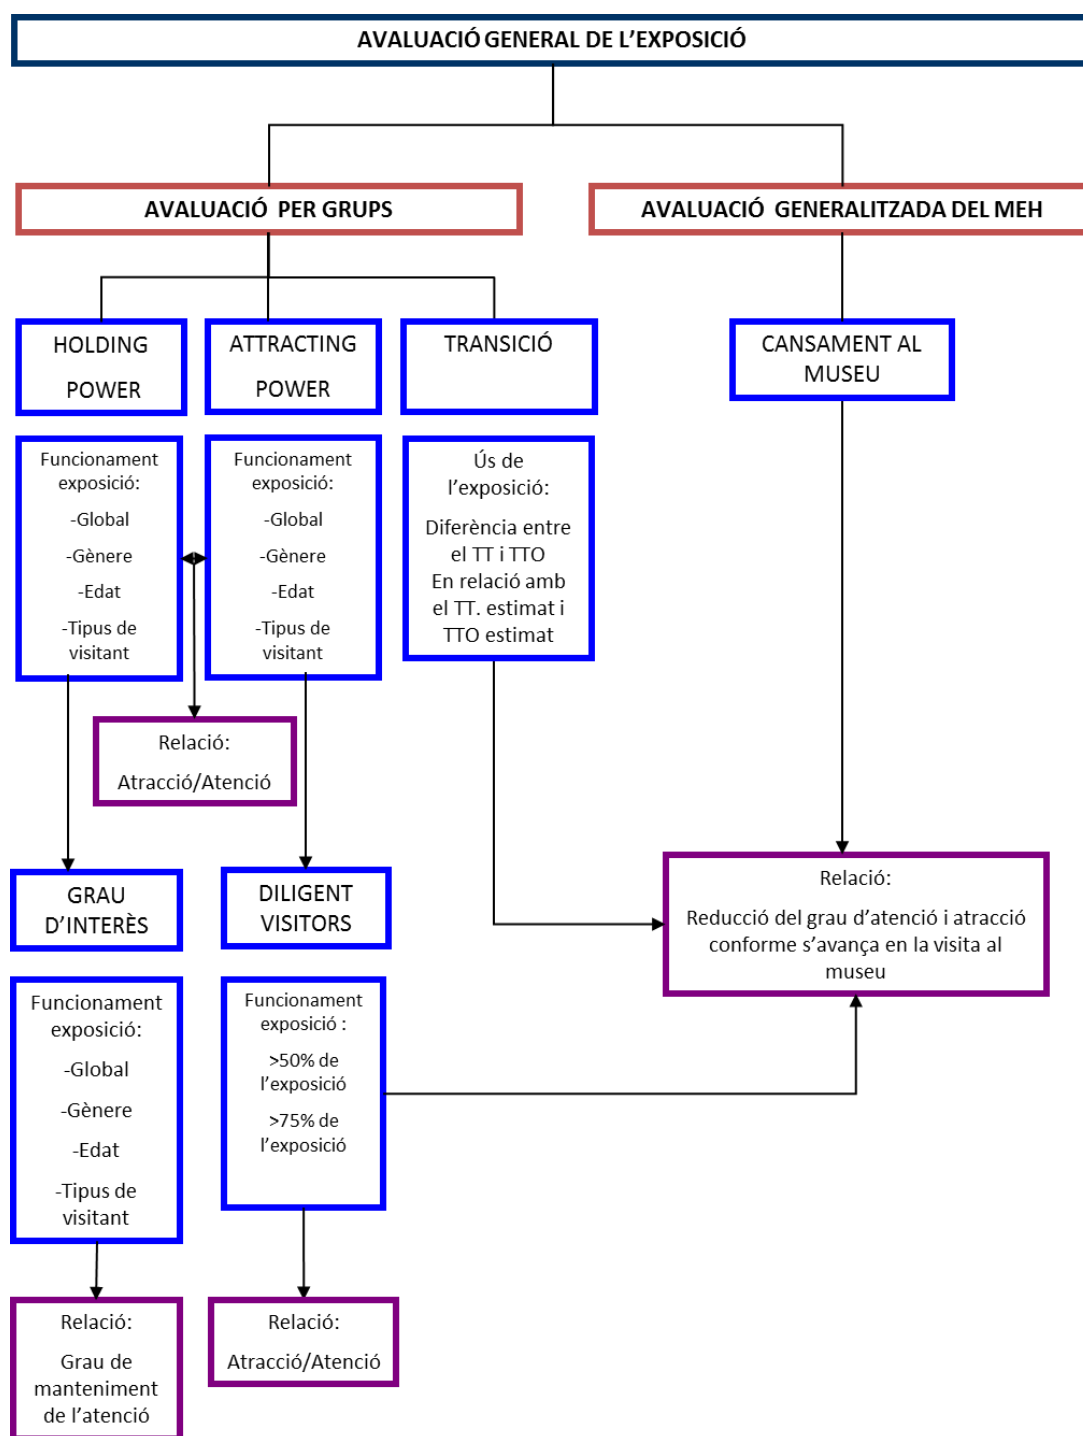 AVALUACIÓ GENERAL DE L’EXPOSICIÓ
AVALUACIÓ PER GRUPS
AVALUACIÓ GENERALITZADA DEL MEH
HOLDING
POWER
ATTRACTING
POWER
TRANSICIÓ
CANSAMENT AL
MUSEU
Funcionament
exposició:
-Global
-Gènere
-Edat
-Tipus de
visitant
Funcionament
exposició:
-Global
-Gènere
-Edat
-Tipus de
visitant
Ús de
l’exposició:
Diferència entre
el TT i TTO
En relació amb
el TT. estimat i
TTO estimat
Relació:
Atracció/Atenció
GRAU
D’INTERÈS
DILIGENT
VISITORS
Relació:
Reducció del grau d’atenció i atracció
conforme s’avança en la visita al
museu
Funcionament
exposició:
-Global
-Gènere
-Edat
-Tipus de
visitant
Funcionament
exposició :
>50% de
l’exposició
>75% de
l’exposició
Relació:
Grau de
manteniment
de l’atenció
Relació:
Atracció/Atenció